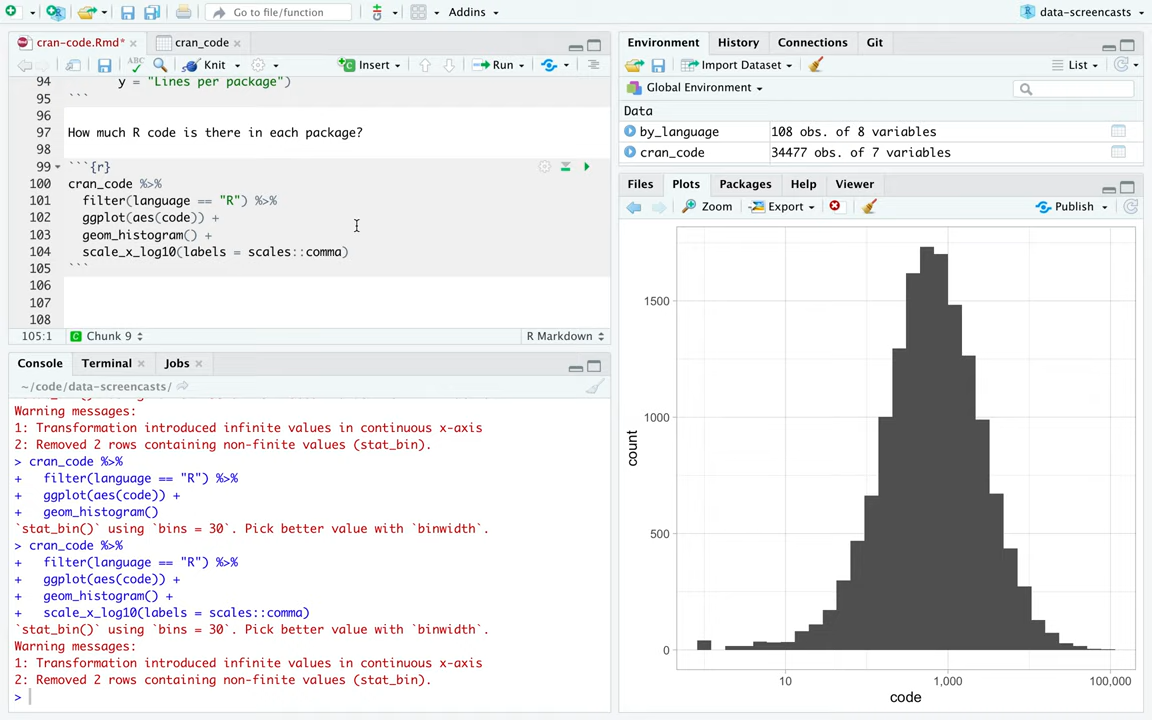 Go to file/function
Addins
data-screencasts
cran-code.Rmd*
cran_code
ABC
Knit
Insert
Run
94 y = "Lines per package")
95 ```
96
97 How much R code is there in each package?
98
99 ```{r}
100 cran_code %>%
101 filter(language == "R") %>%
102 ggplot(aes(code)) +
103 geom_histogram() +
104 scale_x_log10(labels = scales::comma)
105 ```
106
107
108
105:1 Chunk 9 R Markdown
Console Terminal Jobs
~/code/data-screencasts/
Warning messages:
1: Transformation introduced infinite values in continuous x-axis
2: Removed 2 rows containing non-finite values (stat_bin).
> cran_code %>%
+ filter(language == "R") %>%
+ ggplot(aes(code)) +
+ geom_histogram()
`stat_bin()` using `bins = 30`. Pick better value with `binwidth`.
> cran_code %>%
+ filter(language == "R") %>%
+ ggplot(aes(code)) +
+ geom_histogram() +
+ scale_x_log10(labels = scales::comma)
`stat_bin()` using `bins = 30`. Pick better value with `binwidth`.
Warning messages:
1: Transformation introduced infinite values in continuous x-axis
2: Removed 2 rows containing non-finite values (stat_bin).
>
Environment History Connections Git
Import Dataset List
Global Environment
Data
by_language 108 obs. of 8 variables
cran_code 34477 obs. of 7 variables
Files Plots Packages Help Viewer
Zoom Export Publish
1500
1000
500
0
count
10 1,000 100,000
code